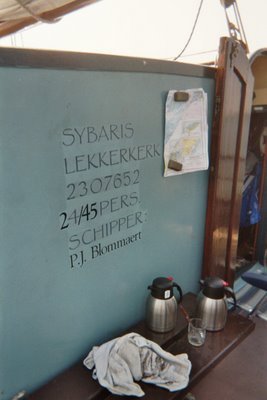 SYBARIS
LEKKERKERK
2307652
24/45 PERS.
SCHIPPER:
P.J. Blommaert